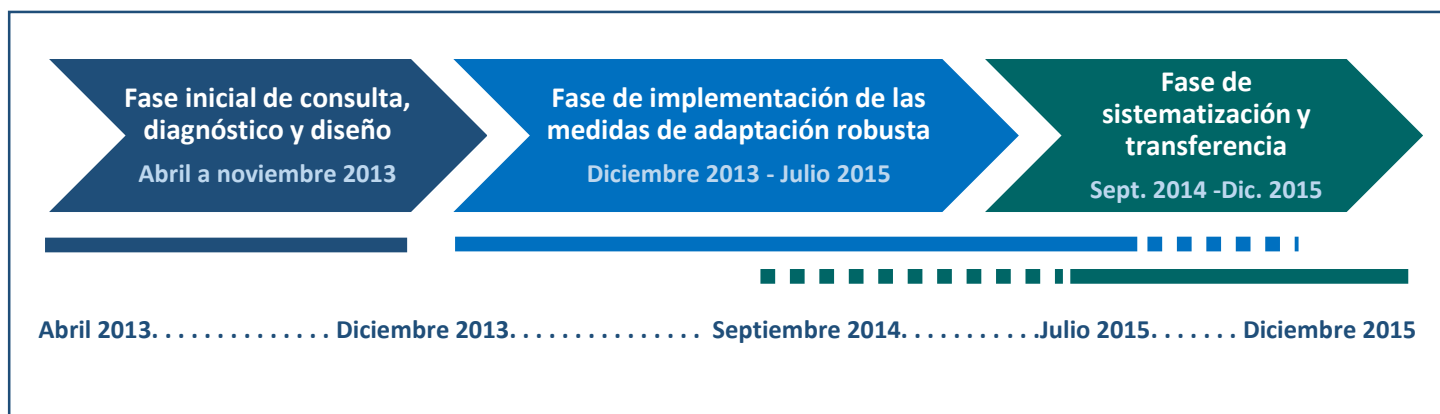 Fase inicial de consulta,
diagnóstico y diseño
Abril a noviembre 2013
Fase de implementación de las
medidas de adaptación robusta
Diciembre 2013 - Julio 2015
Fase de
sistematización y
transferencia
Sept. 2014 -Dic. 2015
Abril 2013. . . . . . . . . . . . . . Diciembre 2013. . . . . . . . . . . . . . . Septiembre 2014. . . . . . . . . . .Julio 2015. . . . . . . Diciembre 2015